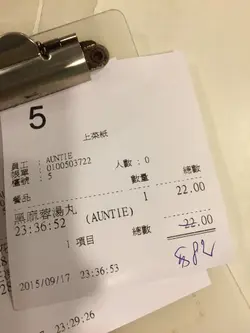 5
上菜紙
員工 : AUNTIE
帳單 : 0100503722
檯號 : 5 人數 : 0
餐品 數量 總數
黑麻蓉湯丸 1 22.00
23:36:52 (AUNTIE)
1 項目 總數 22.00
2015/09/17 23:36:53
23:29:26